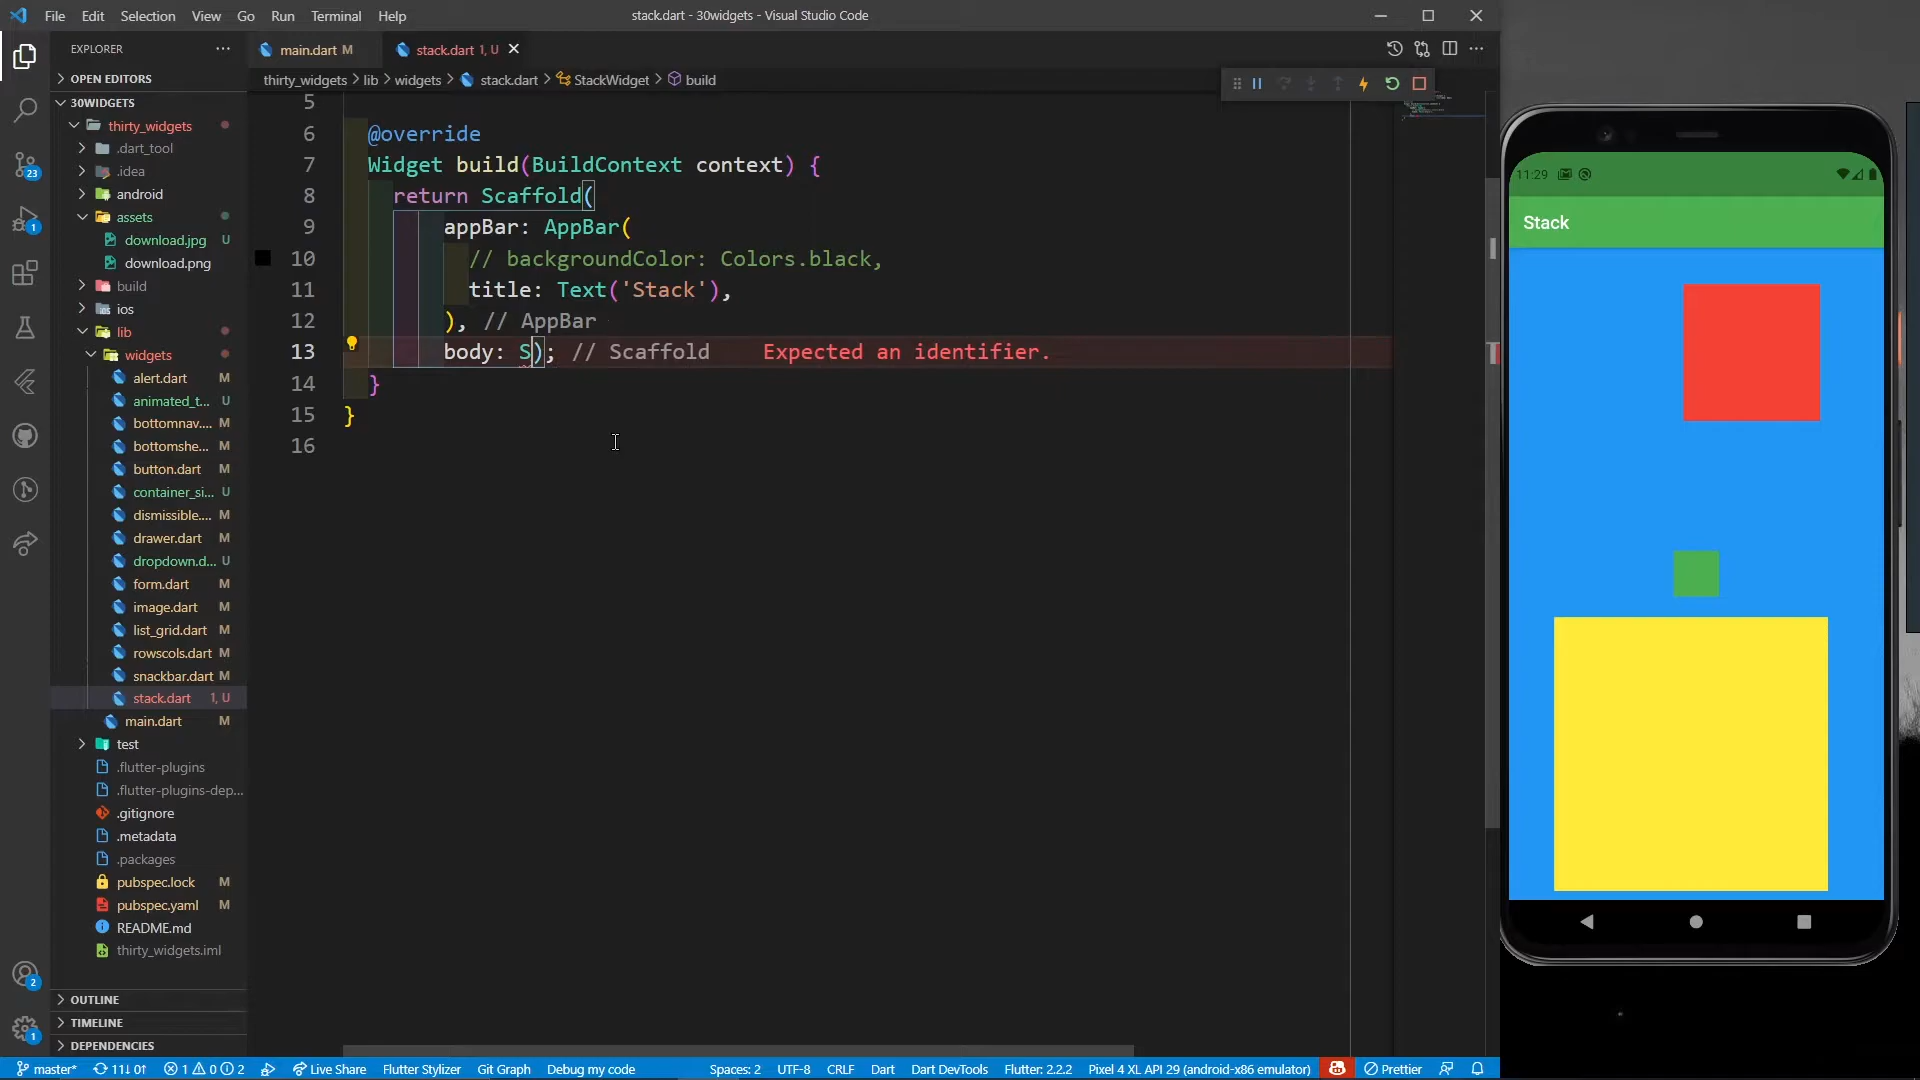 File Edit Selection View Go Run Terminal Help
stack.dart - 30widgets - Visual Studio Code
EXPLORER
OPEN EDITORS
30WIDGETS
thirty_widgets
.dart_tool
.idea
android
assets
download.jpg U
download.png
build
ios
lib
widgets
alert.dart M
animated_t... U
bottomnav.... M
bottomshe... M
button.dart M
container_si... U
dismissible.... M
drawer.dart M
dropdown.d... U
form.dart M
image.dart M
list_grid.dart M
rowscols.dart M
snackbar.dart M
stack.dart 1, U
main.dart M
test
.flutter-plugins
.flutter-plugins-dep...
.gitignore
.metadata
.packages
pubspec.lock M
pubspec.yaml M
README.md
thirty_widgets.iml
OUTLINE
TIMELINE
DEPENDENCIES
23
1
2
1
main.dart M
stack.dart 1, U
thirty_widgets > lib > widgets > stack.dart > StackWidget > build
5
6 @override
7 Widget build(BuildContext context) {
8 return Scaffold(
9 appBar: AppBar(
10 // backgroundColor: Colors.black,
11 title: Text('Stack'),
12 ), // AppBar
13 body: S); // Scaffold Expected an identifier.
14 }
15 }
16
11:29
Stack
master* 11↓ 0↑ 1 0 2 Live Share Flutter Stylizer Git Graph Debug my code Spaces: 2 UTF-8 CRLF Dart Dart DevTools Flutter: 2.2.2 Pixel 4 XL API 29 (android-x86 emulator) Prettier